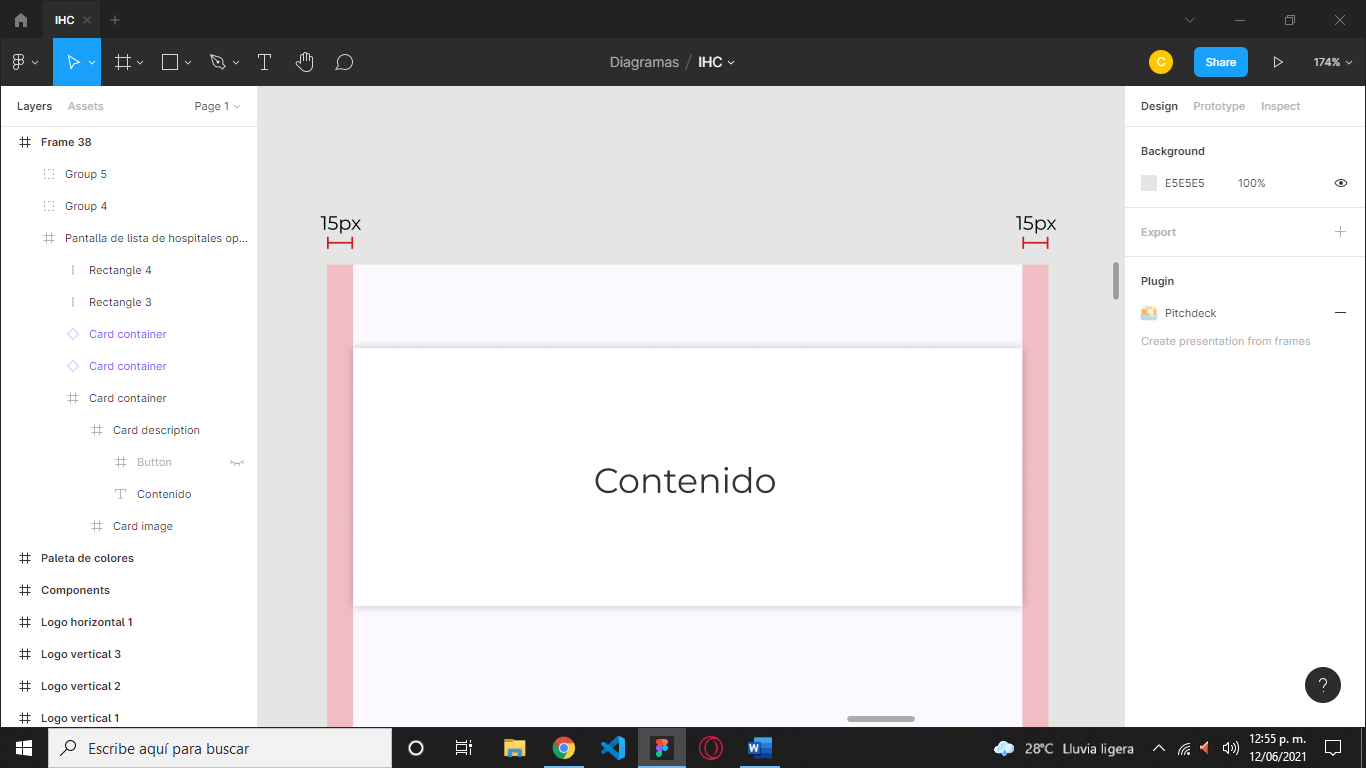 IHC
Diagramas / IHC
C
Share
174%
Layers Assets Page 1
Frame 38
Group 5
Group 4
Pantalla de lista de hospitales op...
Rectangle 4
Rectangle 3
Card container
Card container
Card container
Card description
Button
Contenido
Card image
Paleta de colores
Components
Logo horizontal 1
Logo vertical 3
Logo vertical 2
Logo vertical 1
15px 15px
Contenido
Design Prototype Inspect
Background
E5E5E5 100%
Export
Plugin
Pitchdeck
Create presentation from frames
?
Escribe aquí para buscar
28°C Lluvia ligera
12:55 p. m.
12/06/2021